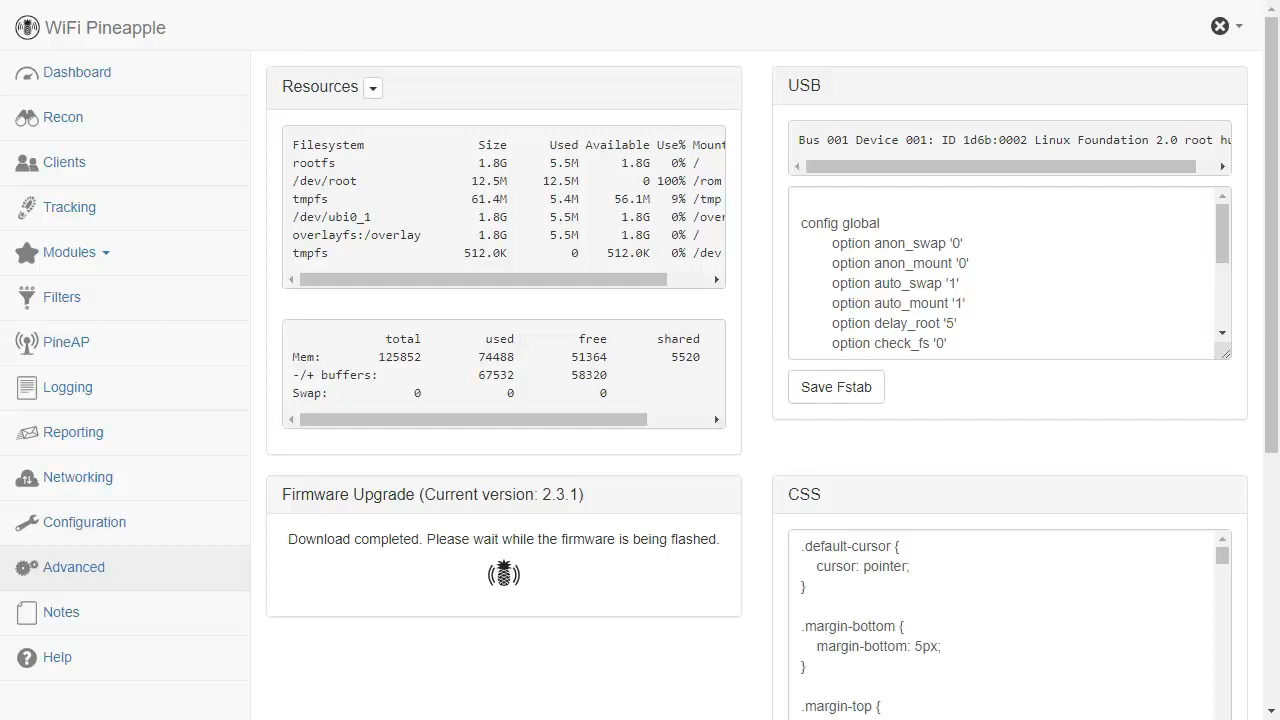 WiFi Pineapple
Dashboard
Recon
Clients
Tracking
Modules
Filters
PineAP
Logging
Reporting
Networking
Configuration
Advanced
Notes
Help
Resources
Filesystem Size Used Available Use% Mount
rootfs 1.8G 5.5M 1.8G 0% /
/dev/root 12.5M 12.5M 0 100% /rom
tmpfs 61.4M 5.4M 56.1M 9% /tmp
/dev/ubi0_1 1.8G 5.5M 1.8G 0% /over
overlayfs:/overlay 1.8G 5.5M 1.8G 0% /
tmpfs 512.0K 0 512.0K 0% /dev
total used free shared
Mem: 125852 74488 51364 5520
-/+ buffers: 67532 58320
Swap: 0 0 0
USB
Bus 001 Device 001: ID 1d6b:0002 Linux Foundation 2.0 root hu
config global
option anon_swap '0'
option anon_mount '0'
option auto_swap '1'
option auto_mount '1'
option delay_root '5'
option check_fs '0'
Save Fstab
Firmware Upgrade (Current version: 2.3.1)
Download completed. Please wait while the firmware is being flashed.
CSS
.default-cursor {
cursor: pointer;
}
.margin-bottom {
margin-bottom: 5px;
}
.margin-top {